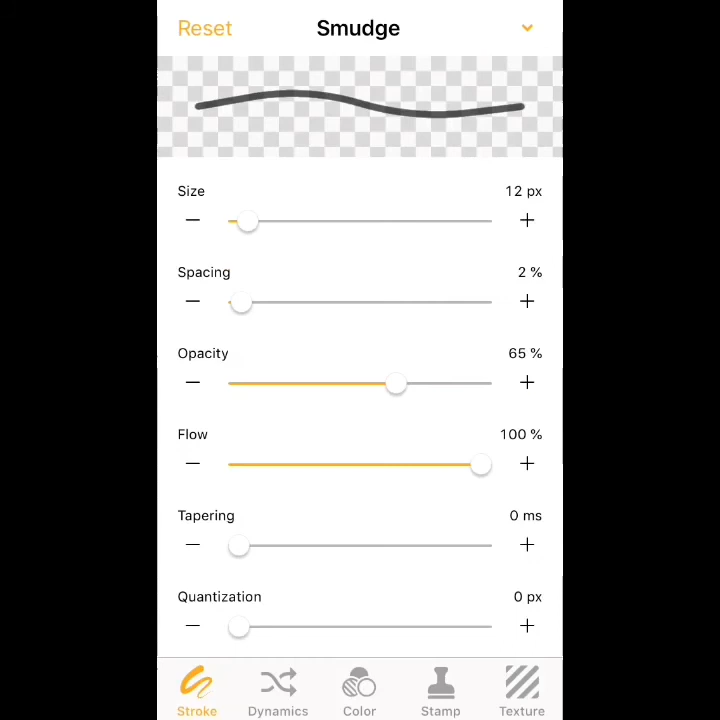 Reset Smudge
Size 12 px
Spacing 2 %
Opacity 65 %
Flow 100 %
Tapering 0 ms
Quantization 0 px
Stroke Dynamics Color Stamp Texture